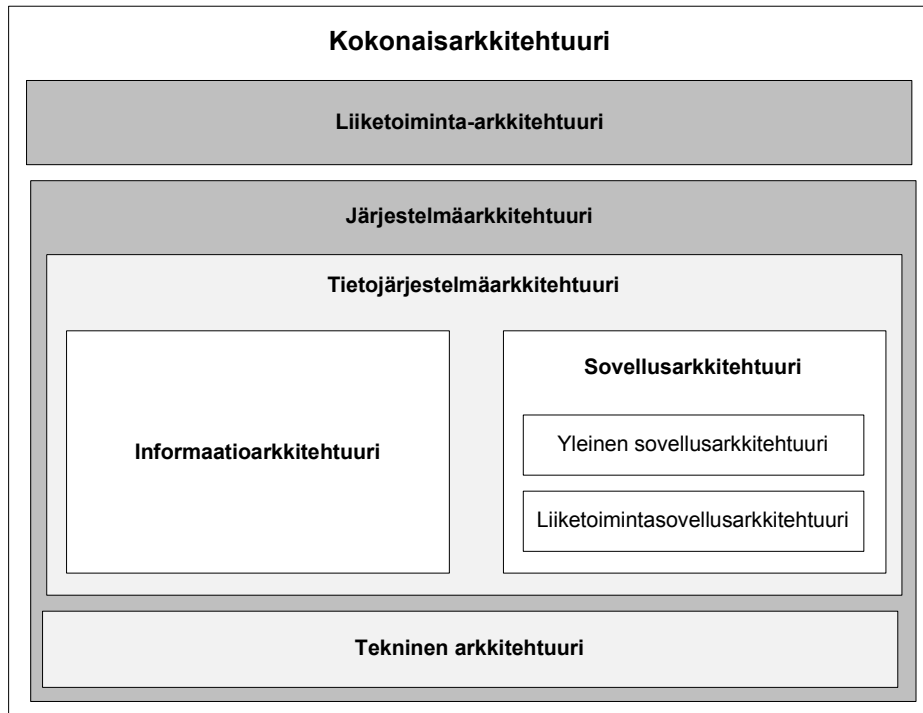 Kokonaisarkkitehtuuri
Liiketoiminta-arkkitehtuuri
Järjestelmäarkkitehtuuri
Tietojärjestelmäarkkitehtuuri
Informaatioarkkitehtuuri
Sovellusarkkitehtuuri
Yleinen sovellusarkkitehtuuri
Liiketoimintasovellusarkkitehtuuri
Tekninen arkkitehtuuri